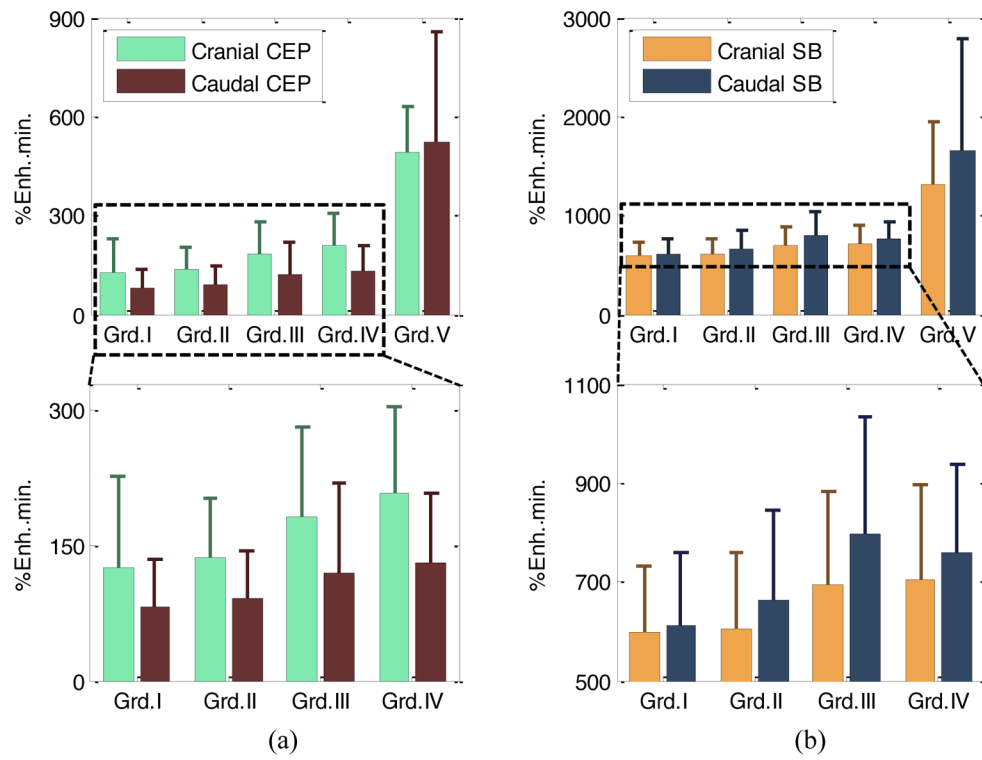 900
600
300
0
%Enh.min.
Cranial CEP
Caudal CEP
Grd.I Grd.II Grd.III Grd.IV Grd.V
300
150
0
%Enh.min.
Grd.I Grd.II Grd.III Grd.IV
(a)
3000
2000
1000
0
%Enh.min.
Cranial SB
Caudal SB
Grd.I Grd.II Grd.III Grd.IV Grd.V
1100
900
700
500
%Enh.min.
Grd.I Grd.II Grd.III Grd.IV
(b)